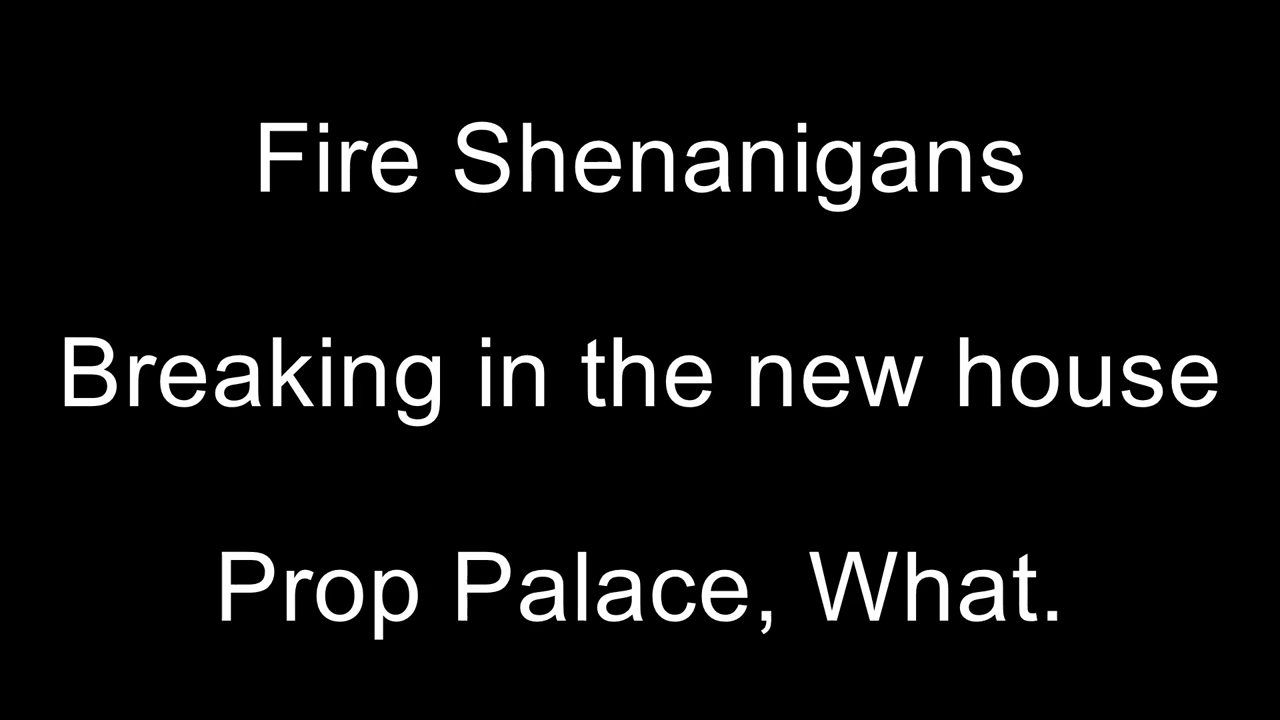 Fire Shenanigans
Breaking in the new house
Prop Palace, What.